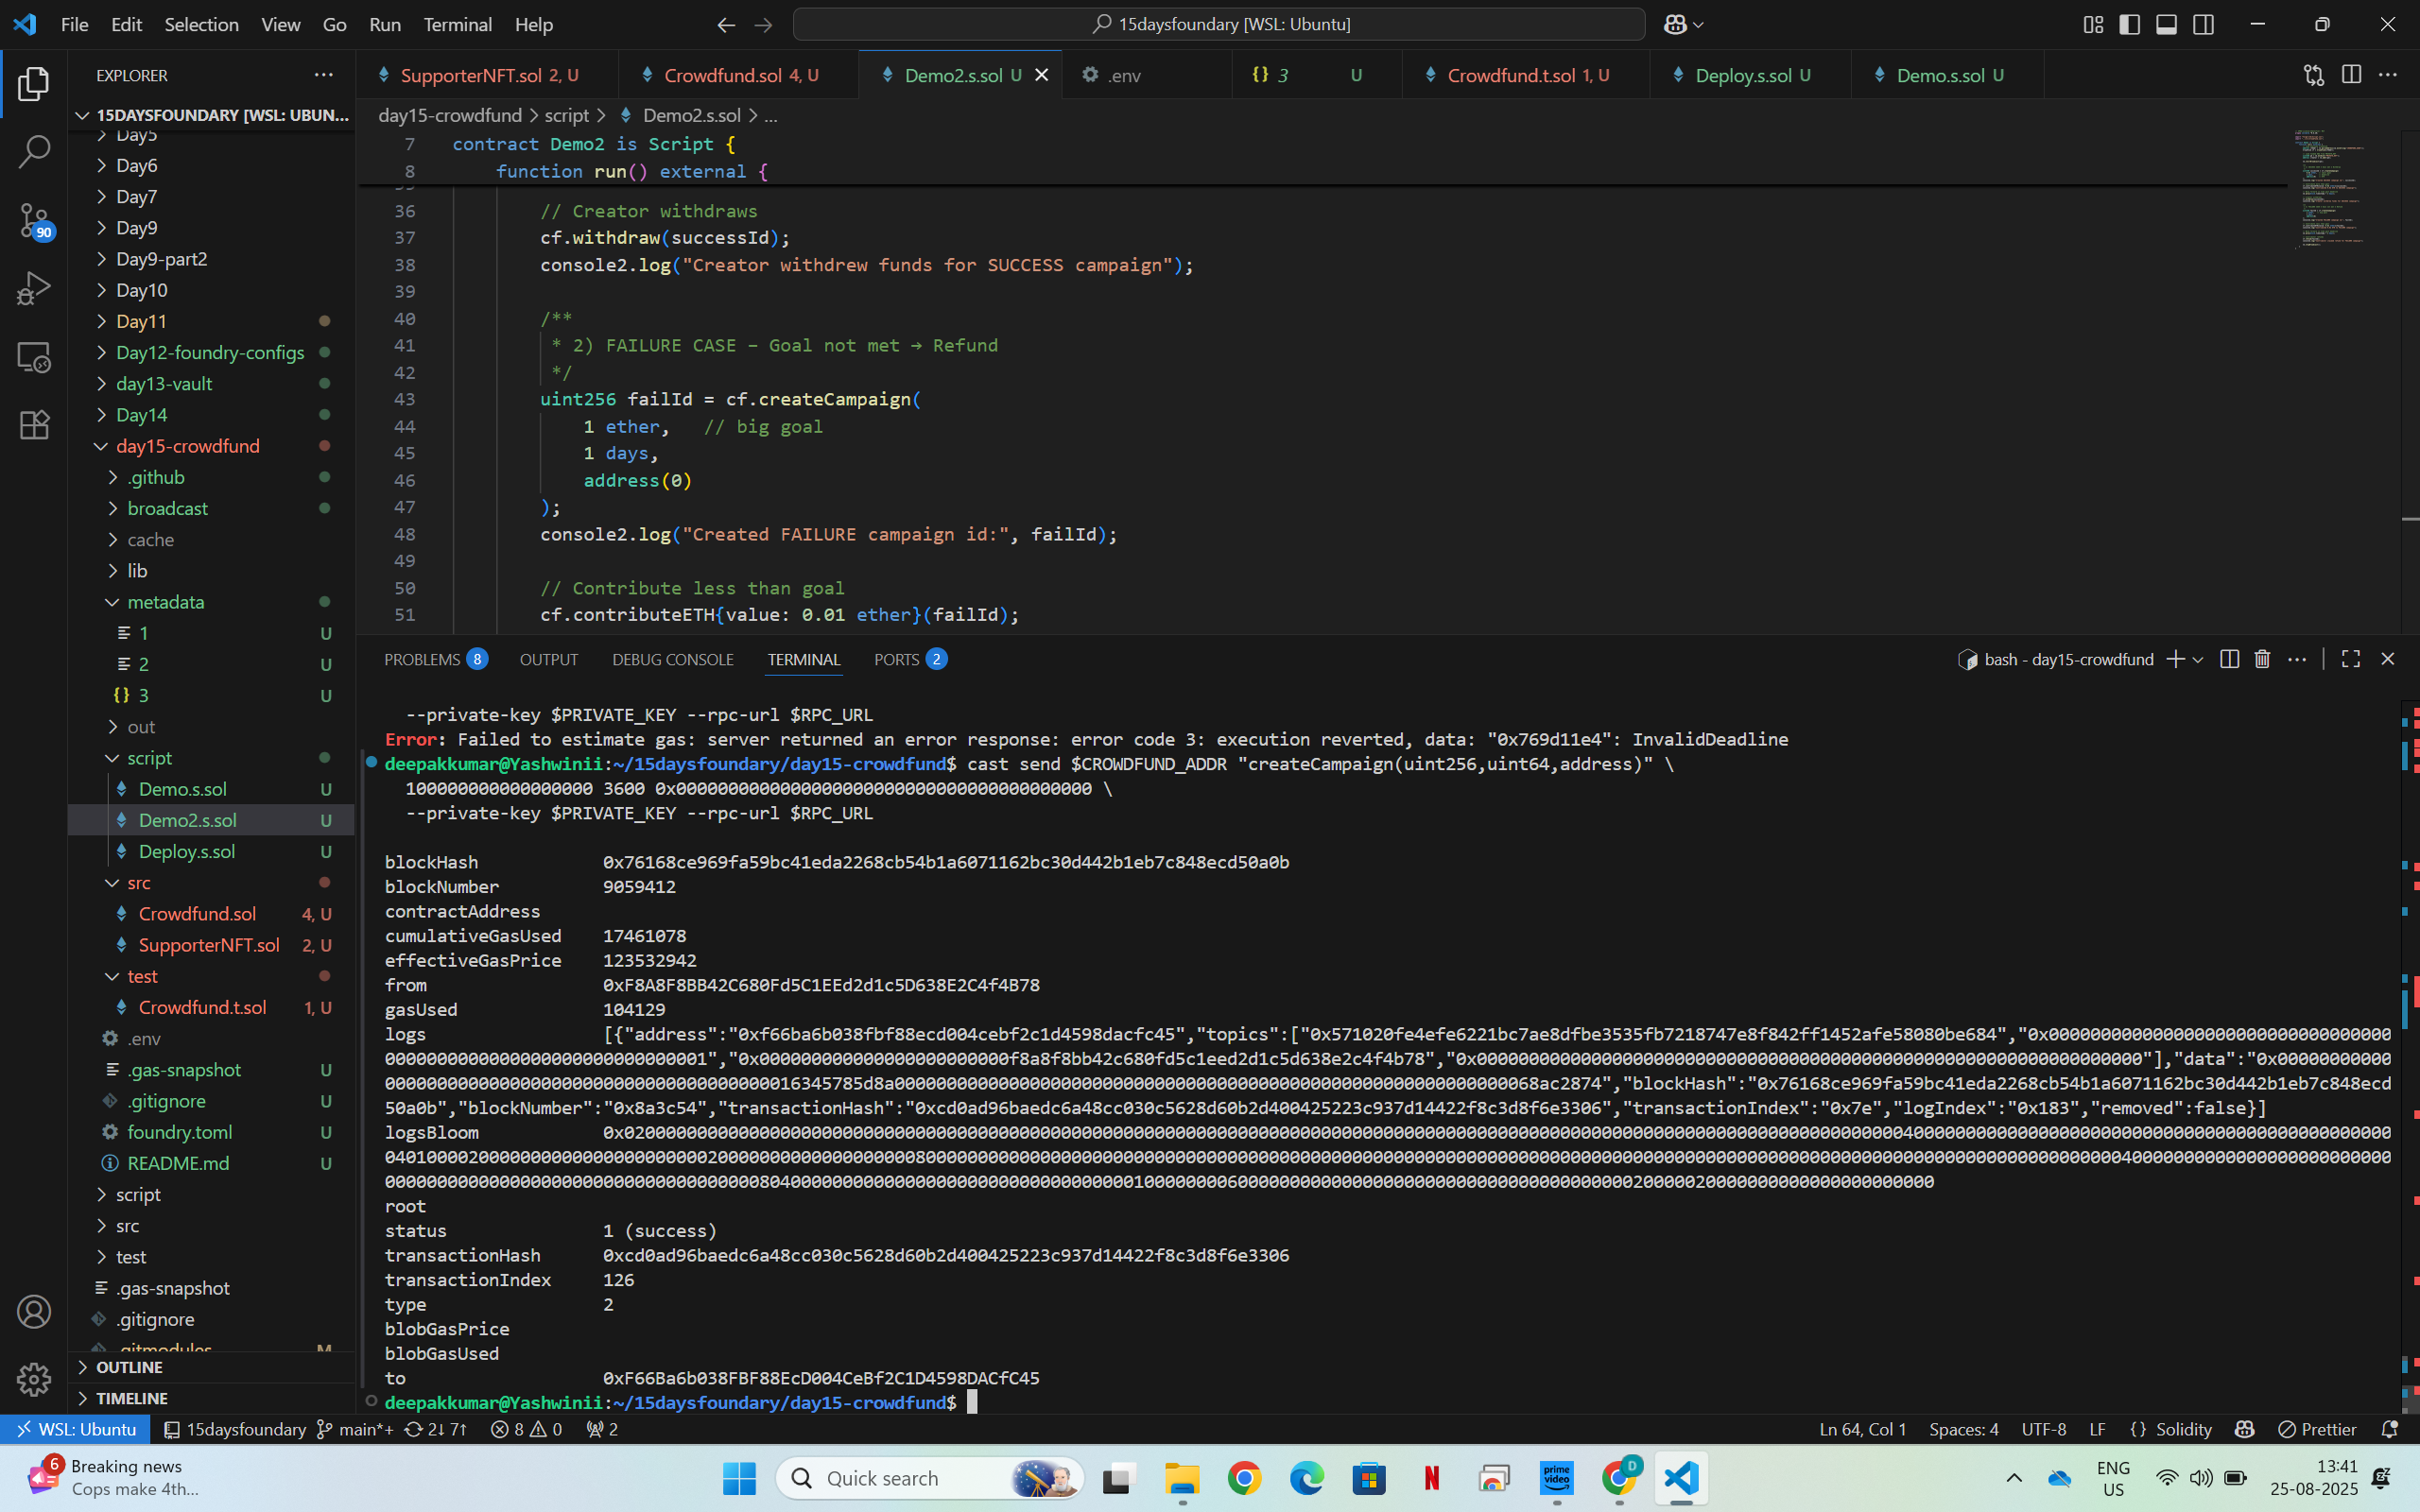 File Edit Selection View Go Run Terminal Help
15daysfoundary [WSL: Ubuntu]
EXPLORER
15DAYSFOUNDARY [WSL: UBUN...
Day5
Day6
Day7
Day9
Day9-part2
Day10
Day11
Day12-foundry-configs
day13-vault
Day14
day15-crowdfund
.github
broadcast
cache
lib
metadata
1 U
2 U
{} 3 U
out
script
Demo.s.sol U
Demo2.s.sol U
Deploy.s.sol U
src
Crowdfund.sol 4, U
SupporterNFT.sol 2, U
test
Crowdfund.t.sol 1, U
.env
.gas-snapshot U
.gitignore U
foundry.toml U
README.md U
script
src
test
.gas-snapshot
.gitignore
.gitmodules M
OUTLINE
TIMELINE
90
SupporterNFT.sol 2, U Crowdfund.sol 4, U Demo2.s.sol U .env {} 3 U Crowdfund.t.sol 1, U Deploy.s.sol U Demo.s.sol U
day15-crowdfund > script > Demo2.s.sol > ...
7 contract Demo2 is Script {
8 function run() external {
36 // Creator withdraws
37 cf.withdraw(successId);
38 console2.log("Creator withdrew funds for SUCCESS campaign");
39
40 /**
41 * 2) FAILURE CASE – Goal not met → Refund
42 */
43 uint256 failId = cf.createCampaign(
44 1 ether, // big goal
45 1 days,
46 address(0)
47 );
48 console2.log("Created FAILURE campaign id:", failId);
49
50 // Contribute less than goal
51 cf.contributeETH{value: 0.01 ether}(failId);
PROBLEMS 8 OUTPUT DEBUG CONSOLE TERMINAL PORTS 2
bash - day15-crowdfund
--private-key $PRIVATE_KEY --rpc-url $RPC_URL
Error: Failed to estimate gas: server returned an error response: error code 3: execution reverted, data: "0x769d11e4": InvalidDeadline
deepakkumar@Yashwinii:~/15daysfoundary/day15-crowdfund$ cast send $CROWDFUND_ADDR "createCampaign(uint256,uint64,address)" \
100000000000000000 3600 0x0000000000000000000000000000000000000000 \
--private-key $PRIVATE_KEY --rpc-url $RPC_URL
blockHash 0x76168ce969fa59bc41eda2268cb54b1a6071162bc30d442b1eb7c848ecd50a0b
blockNumber 9059412
contractAddress
cumulativeGasUsed 17461078
effectiveGasPrice 123532942
from 0xF8A8F8BB42C680Fd5C1EEd2d1c5D638E2C4f4B78
gasUsed 104129
logs [{"address":"0xf66ba6b038fbf88ecd004cebf2c1d4598dacfc45","topics":["0x571020fe4efe6221bc7ae8dfbe3535fb7218747e8f842ff1452afe58080be684",
"0x000000000000000000000000f8a8f8bb42c680fd5c1eed2d1c5d638e2c4f4b78","0x0000000000000000000000000000000000000000000000000000000000000000"],"data":
"blockHash":"0x76168ce969fa59bc41eda2268cb54b1a6071162bc30d442b1eb7c848ecd
50a0b","blockNumber":"0x8a3c54","transactionHash":"0xcd0ad96baedc6a48cc030c5628d60b2d400425223c937d14422f8c3d8f6e3306","transactionIndex":"0x7e","logIndex":"0x183","removed":false}]
logsBloom
root
status 1 (success)
transactionHash 0xcd0ad96baedc6a48cc030c5628d60b2d400425223c937d14422f8c3d8f6e3306
transactionIndex 126
type 2
blobGasPrice
blobGasUsed
to 0xF66Ba6b038FBF88EcD004CeBf2C1D4598DACfC45
deepakkumar@Yashwinii:~/15daysfoundary/day15-crowdfund$
WSL: Ubuntu 15daysfoundary main*+ 2↓ 7↑ 8 0 2
Ln 64, Col 1 Spaces: 4 UTF-8 LF {} Solidity Prettier
6
Breaking news
Cops make 4th...
Quick search
prime video
D
ENG
US
13:41
25-08-2025